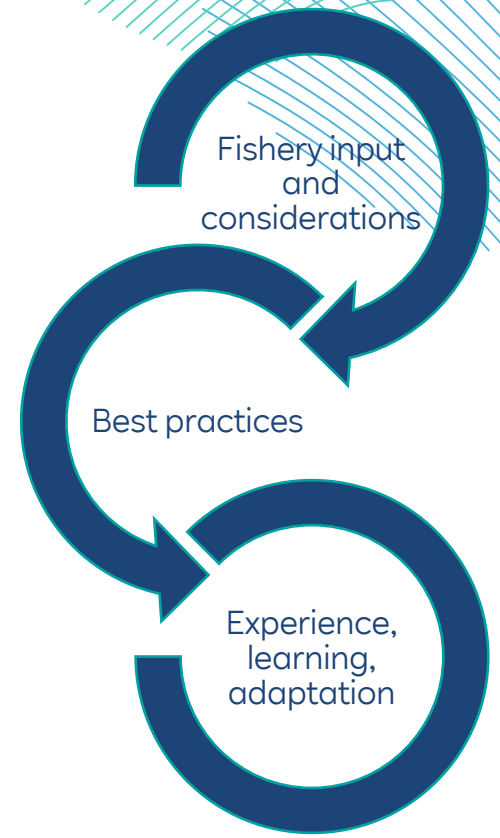 Fishery input
and
considerations
Best practices
Experience,
learning,
adaptation